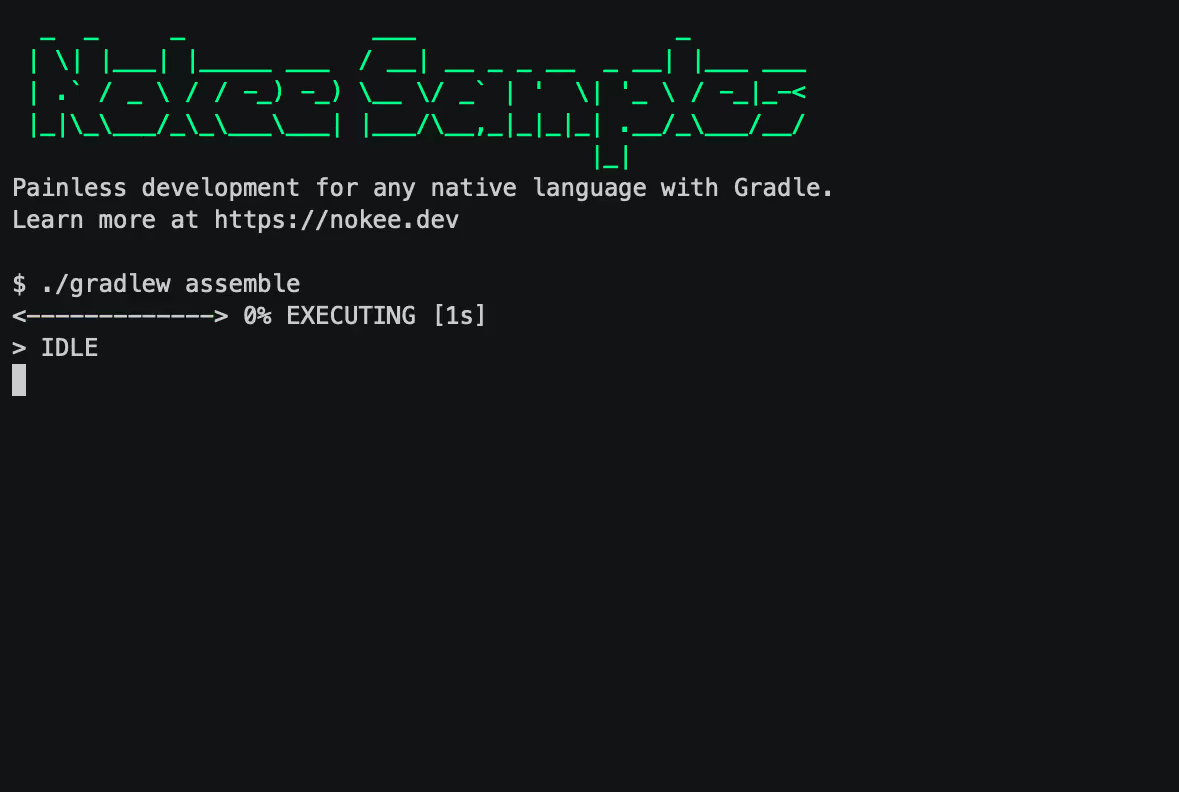 Nokee Samples
Painless development for any native language with Gradle.
Learn more at https://nokee.dev
$ ./gradlew assemble
<-------------> 0% EXECUTING [1s]
> IDLE